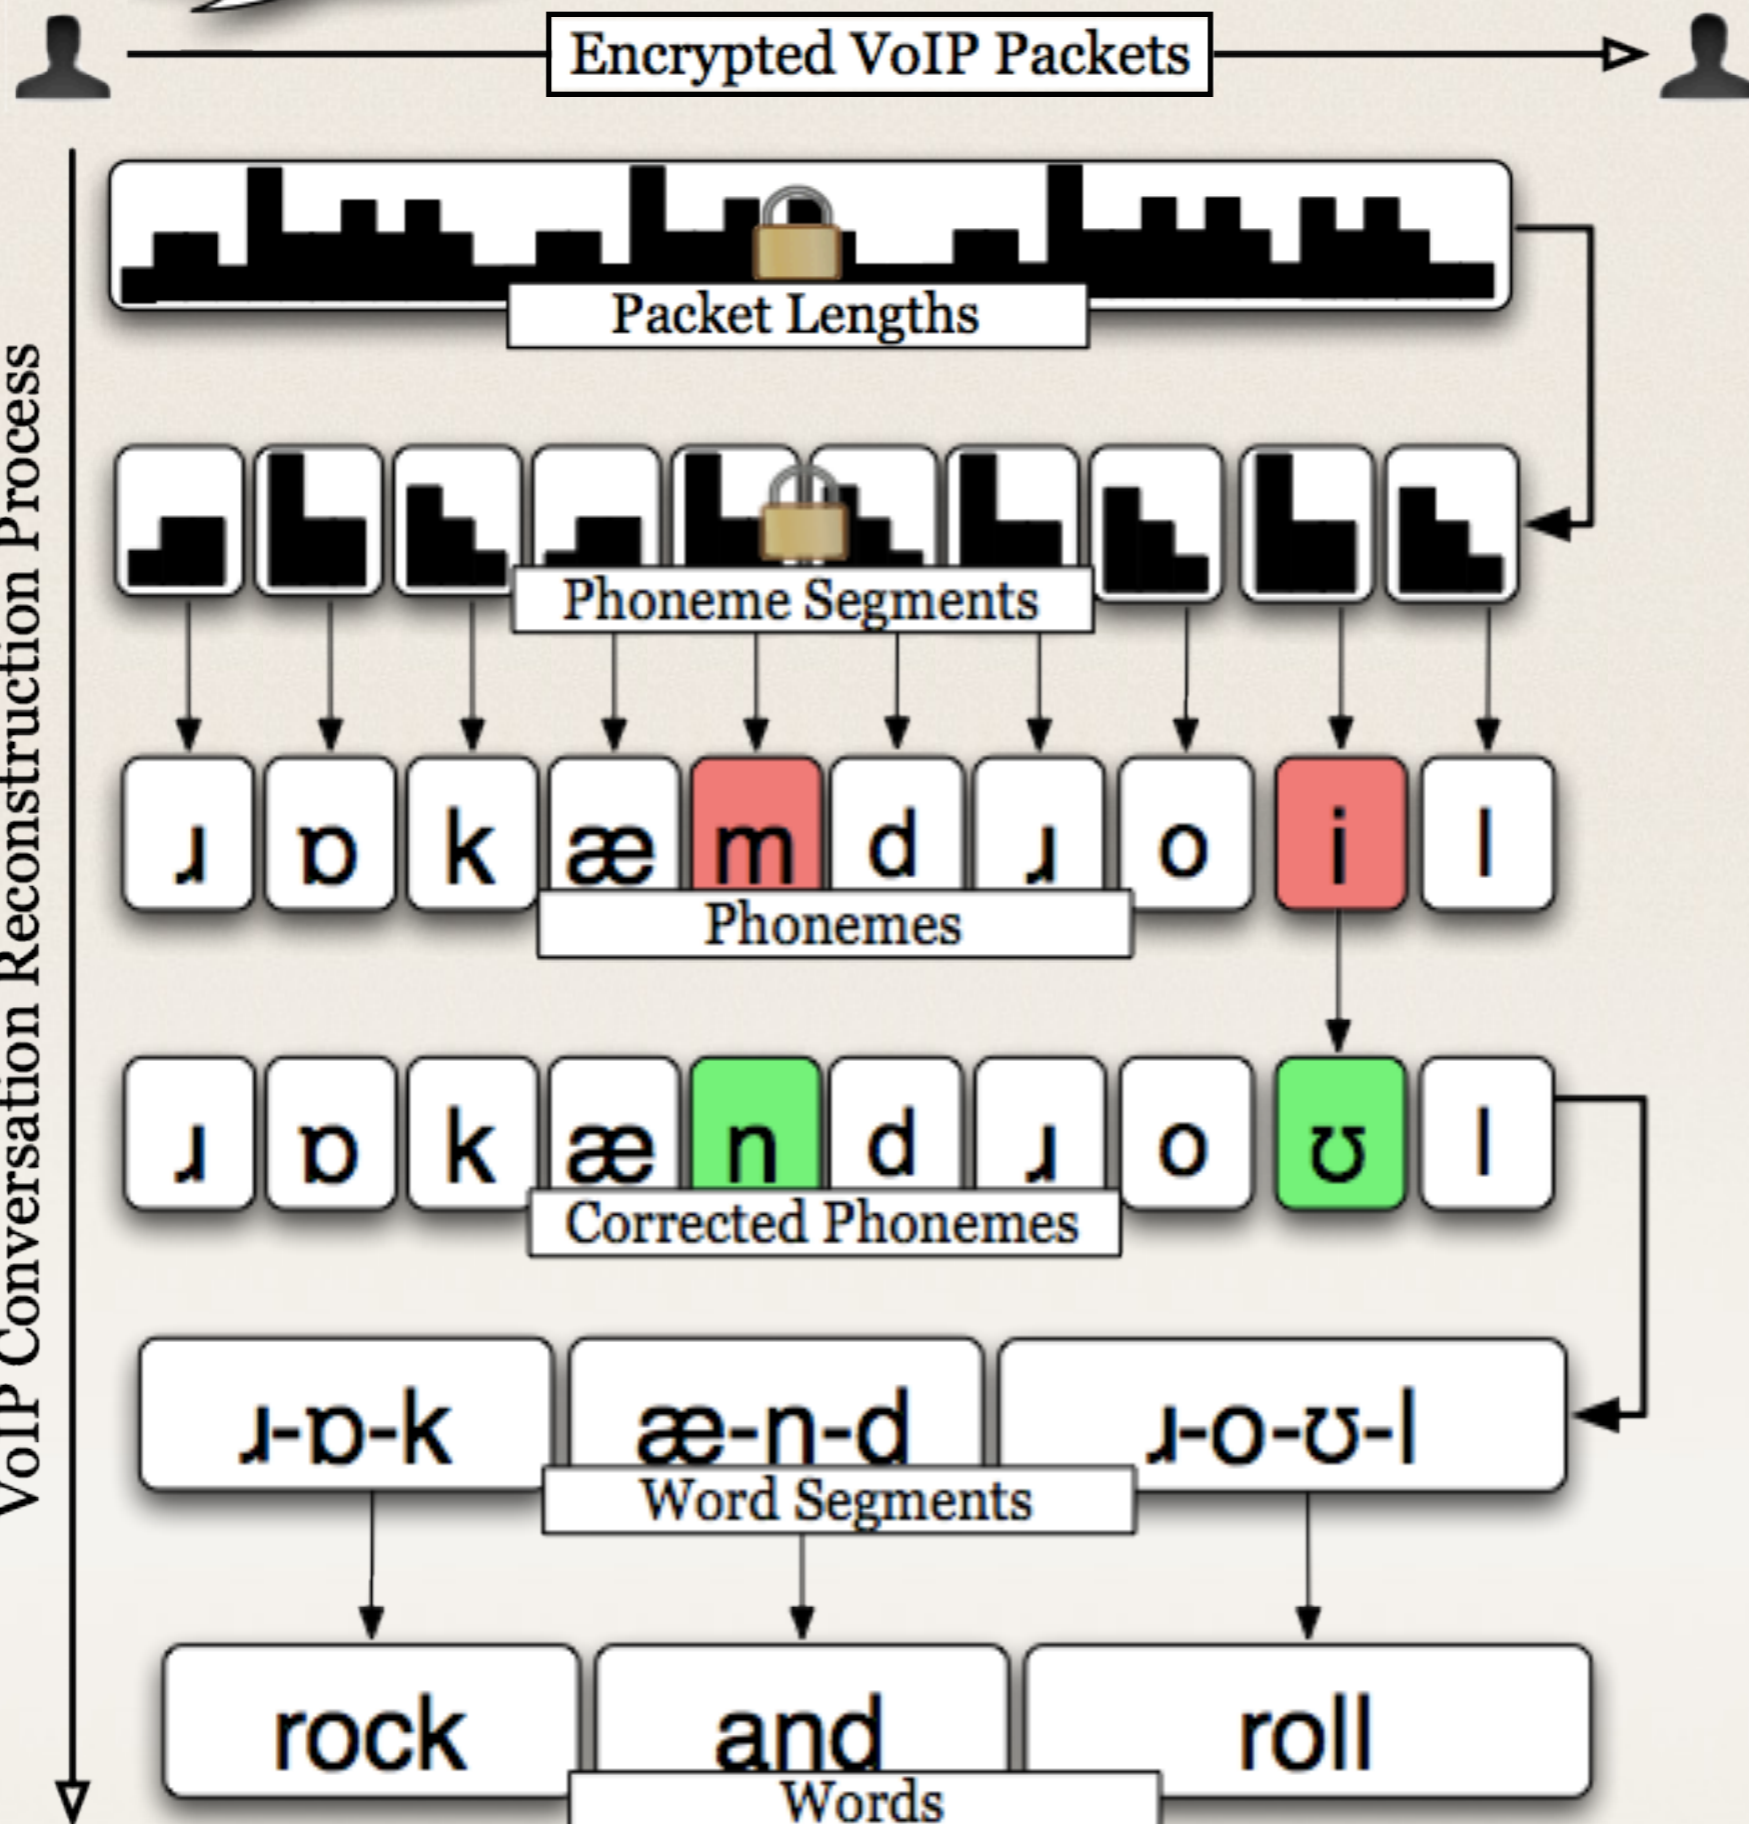 Encrypted VoIP Packets
VoIP Conversation Reconstruction Process
Packet Lengths
Phoneme Segments
ɹ ɒ k æ m d ɹ o i l
Phonemes
ɹ ɒ k æ n d ɹ o ʊ l
Corrected Phonemes
ɹ-ɒ-k æ-n-d ɹ-o-ʊ-l
Word Segments
rock and roll
Words